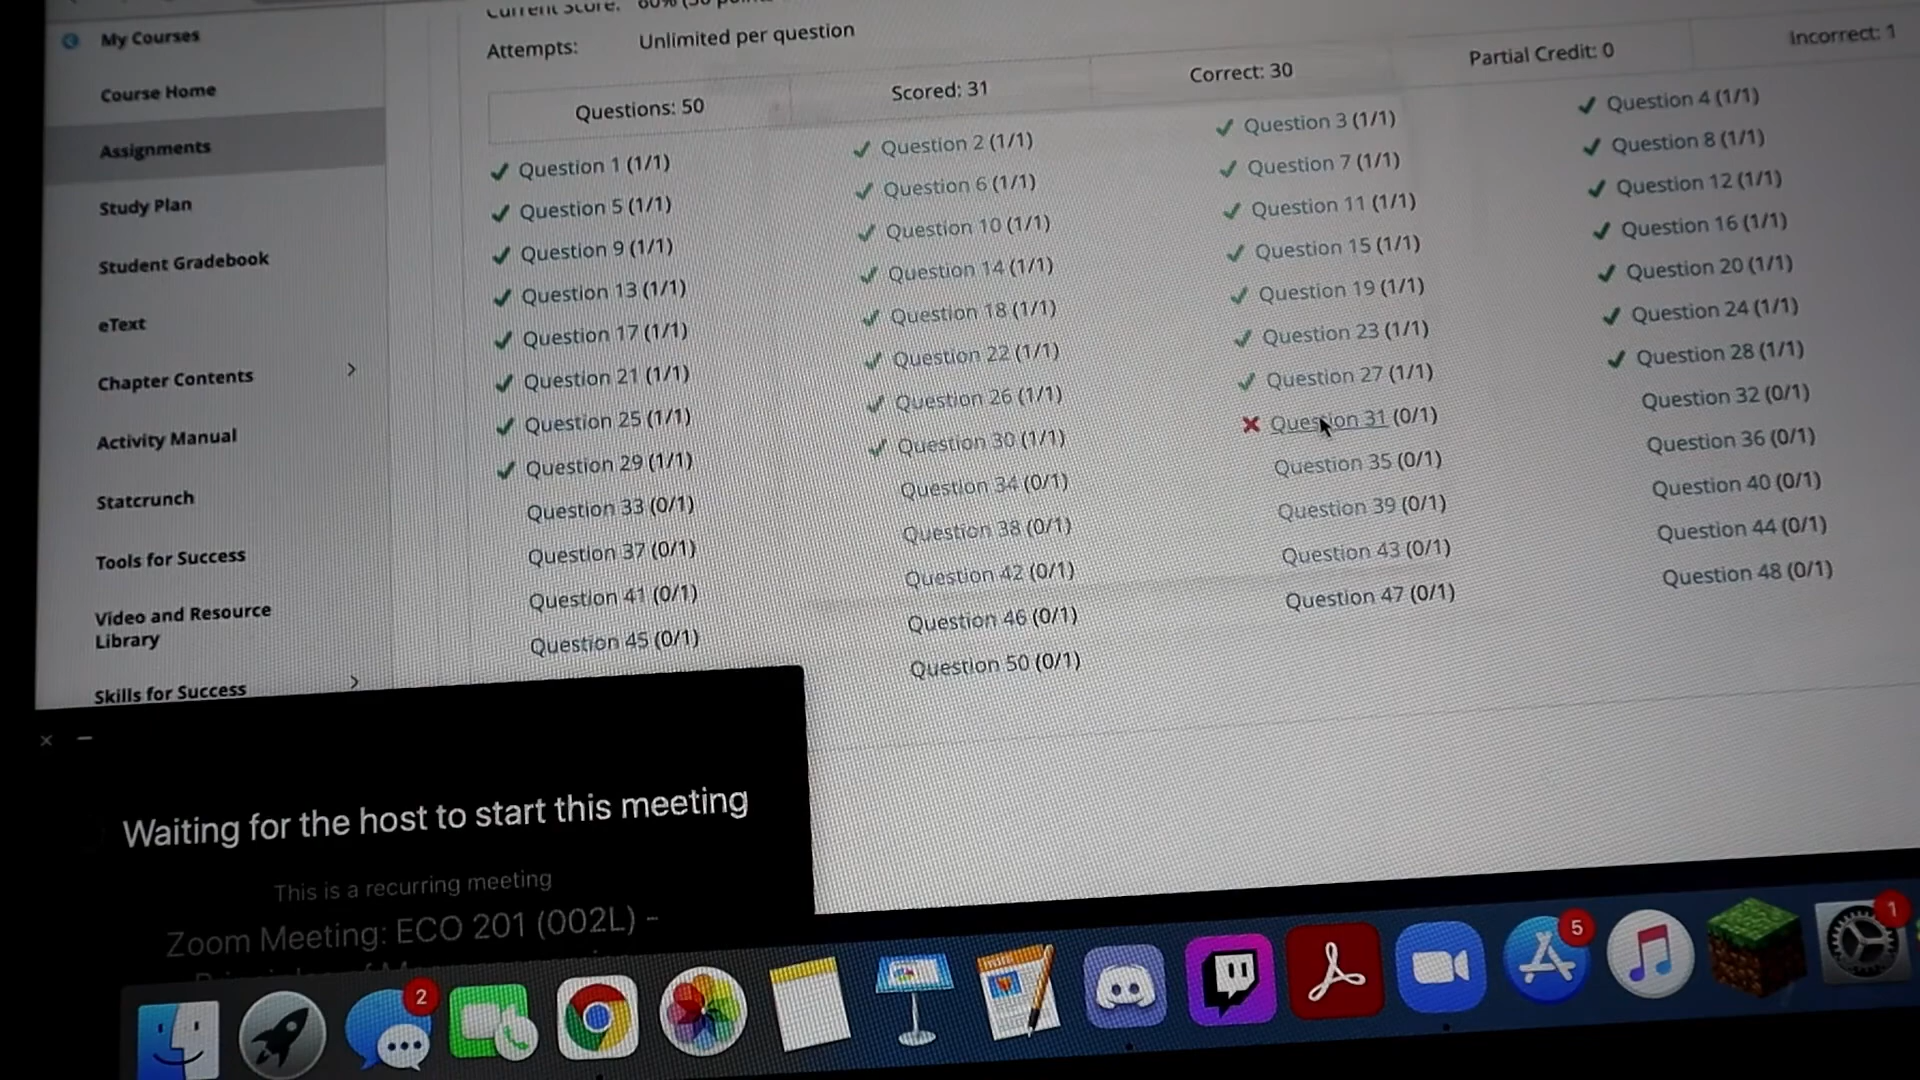 My Courses
Course Home
Assignments
Study Plan
Student Gradebook
eText
Chapter Contents
Activity Manual
Statcrunch
Tools for Success
Video and Resource
Library
Skills for Success
Current Score: 60%
Attempts: Unlimited per question
Questions: 50 Scored: 31 Correct: 30 Partial Credit: 0 Incorrect: 1
Question 1 (1/1) Question 2 (1/1) Question 3 (1/1) Question 4 (1/1)
Question 5 (1/1) Question 6 (1/1) Question 7 (1/1) Question 8 (1/1)
Question 9 (1/1) Question 10 (1/1) Question 11 (1/1) Question 12 (1/1)
Question 13 (1/1) Question 14 (1/1) Question 15 (1/1) Question 16 (1/1)
Question 17 (1/1) Question 18 (1/1) Question 19 (1/1) Question 20 (1/1)
Question 21 (1/1) Question 22 (1/1) Question 23 (1/1) Question 24 (1/1)
Question 25 (1/1) Question 26 (1/1) Question 27 (1/1) Question 28 (1/1)
Question 29 (1/1) Question 30 (1/1) Question 31 (0/1) Question 32 (0/1)
Question 33 (0/1) Question 34 (0/1) Question 35 (0/1) Question 36 (0/1)
Question 37 (0/1) Question 38 (0/1) Question 39 (0/1) Question 40 (0/1)
Question 41 (0/1) Question 42 (0/1) Question 43 (0/1) Question 44 (0/1)
Question 45 (0/1) Question 46 (0/1) Question 47 (0/1) Question 48 (0/1)
Question 50 (0/1)
Waiting for the host to start this meeting
This is a recurring meeting
Zoom Meeting: ECO 201 (002L) -
2
5
1